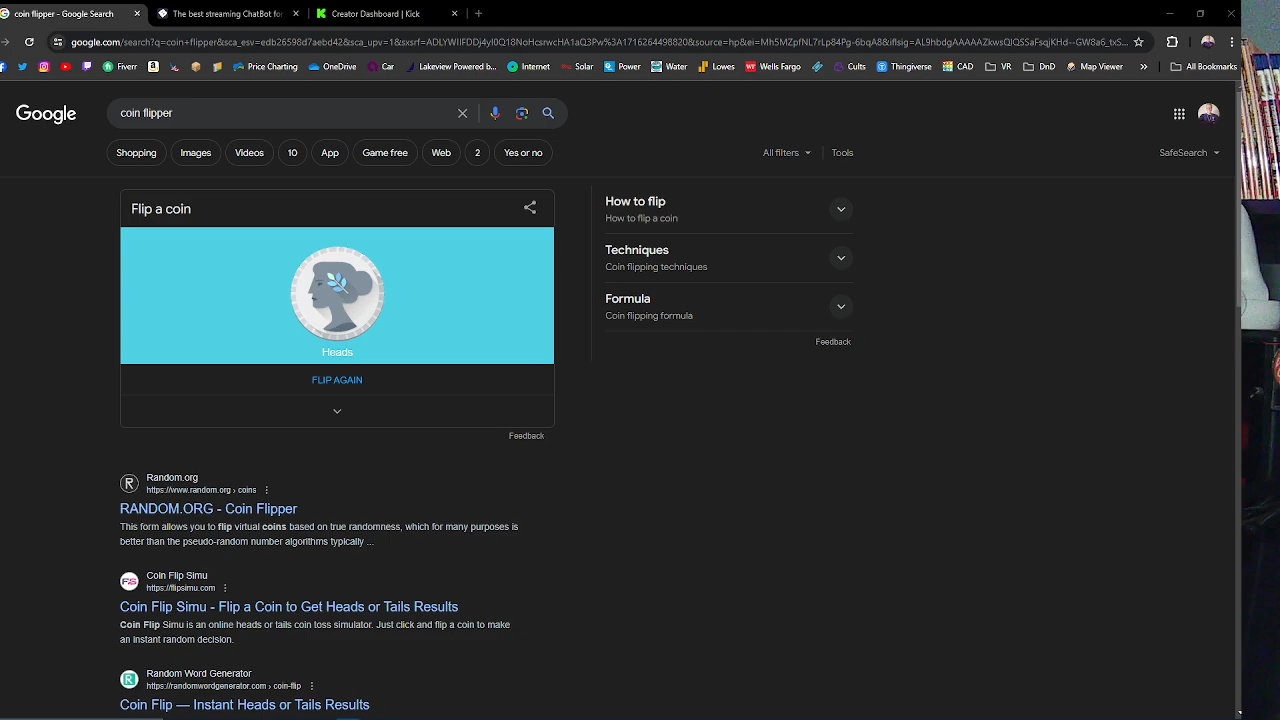 coin flipper - Google Search
The best streaming ChatBot for
Creator Dashboard | Kick
google.com/search?q=coin+flipper&sca_esv=edb26598d7aebd42&sca_upv=1&sxsrf=
Fiverr
Price Charting
OneDrive
Car
Lakeview Powered b...
Internet
Solar
Power
Water
Lowes
Wells Fargo
Cults
Thingiverse
CAD
VR
DnD
Map Viewer
All Bookmarks
Google
coin flipper
Shopping
Images
Videos
10
App
Game free
Web
2
Yes or no
All filters
Tools
SafeSearch
Flip a coin
Heads
FLIP AGAIN
Feedback
How to flip
How to flip a coin
Techniques
Coin flipping techniques
Formula
Coin flipping formula
Feedback
Random.org
https://www.random.org › coins
RANDOM.ORG - Coin Flipper
This form allows you to flip virtual coins based on true randomness, which for many purposes is
better than the pseudo-random number algorithms typically ...
Coin Flip Simu
https://flipsimu.com
Coin Flip Simu - Flip a Coin to Get Heads or Tails Results
Coin Flip Simu is an online heads or tails coin toss simulator. Just click and flip a coin to make
an instant random decision.
Random Word Generator
https://randomwordgenerator.com › coin-flip
Coin Flip — Instant Heads or Tails Results